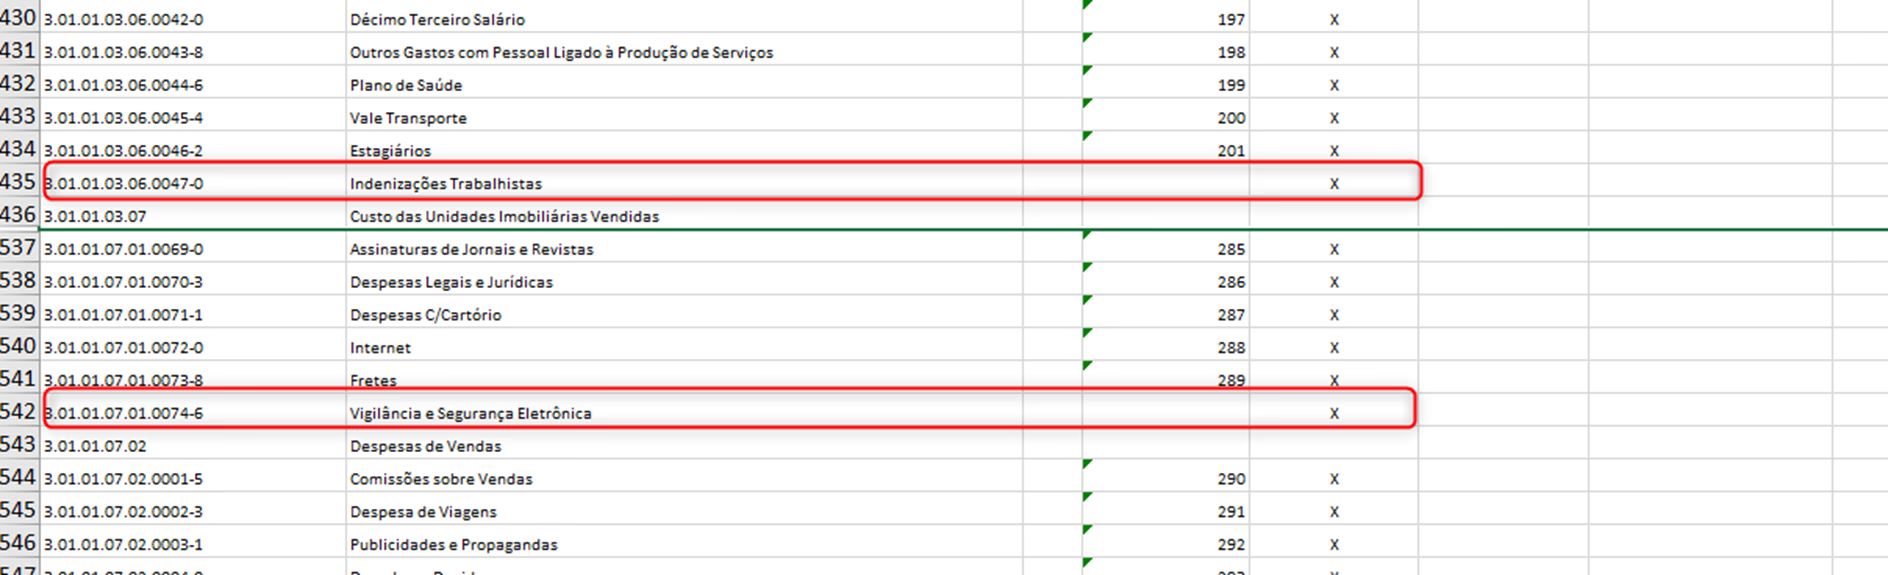 430 3.01.01.03.06.0042-0 Décimo Terceiro Salário 197 X
431 3.01.01.03.06.0043-8 Outros Gastos com Pessoal Ligado à Produção de Serviços 198 X
432 3.01.01.03.06.0044-6 Plano de Saúde 199 X
433 3.01.01.03.06.0045-4 Vale Transporte 200 X
434 3.01.01.03.06.0046-2 Estagiários 201 X
435 3.01.01.03.06.0047-0 Indenizações Trabalhistas X
436 3.01.01.03.07 Custo das Unidades Imobiliárias Vendidas
537 3.01.01.07.01.0069-0 Assinaturas de Jornais e Revistas 285 X
538 3.01.01.07.01.0070-3 Despesas Legais e Jurídicas 286 X
539 3.01.01.07.01.0071-1 Despesas C/Cartório 287 X
540 3.01.01.07.01.0072-0 Internet 288 X
541 3.01.01.07.01.0073-8 Fretes 289 X
542 3.01.01.07.01.0074-6 Vigilância e Segurança Eletrônica X
543 3.01.01.07.02 Despesas de Vendas
544 3.01.01.07.02.0001-5 Comissões sobre Vendas 290 X
545 3.01.01.07.02.0002-3 Despesa de Viagens 291 X
546 3.01.01.07.02.0003-1 Publicidades e Propagandas 292 X
547